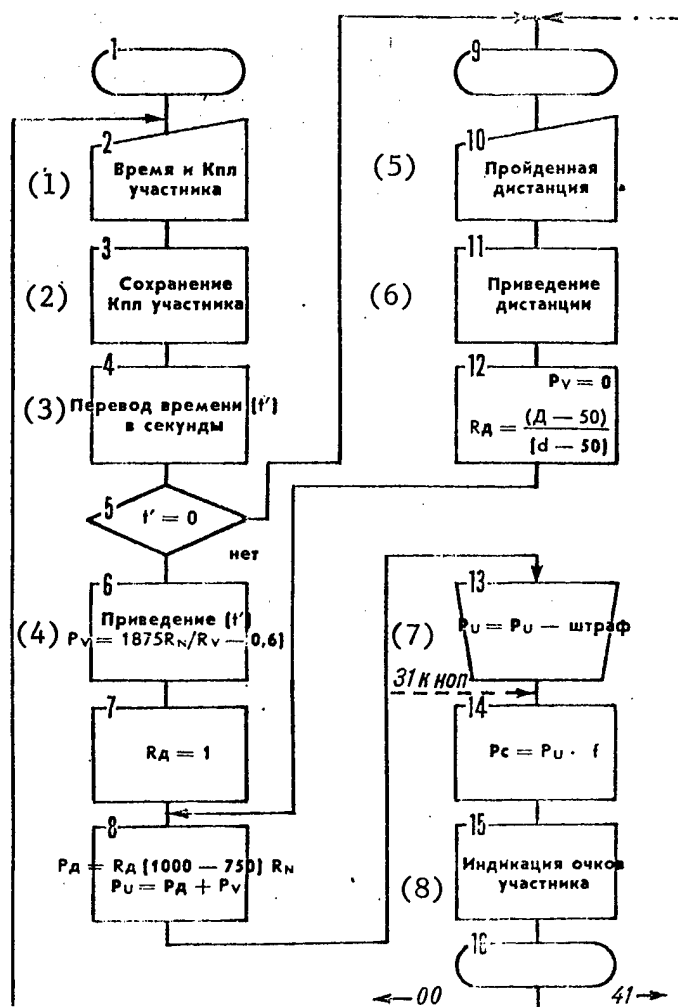 1
2
(1)
Время и Кпл
участника
3
(2)
Сохранение
Кпл участника
4
(3)
Перевод времени (t′)
в секунды
5
t′ = 0
нет
6
Приведение (t′)
(4)
Pv = 1875RN/Rv — 0,6)
7
Rд = 1
8
Pд = Rд (1000 — 750) RN
Pu = Pд + Pv
9
10
(5)
Пройденная
дистанция
11
(6)
Приведение
дистанции
12
Pv = 0
Rд = (Д — 50)
(d — 50)
13
(7)
Pu = Pu — штраф
31 к ноп
14
Pc = Pu · f
15
(8)
Индикация очков
участника
16
←00
41→